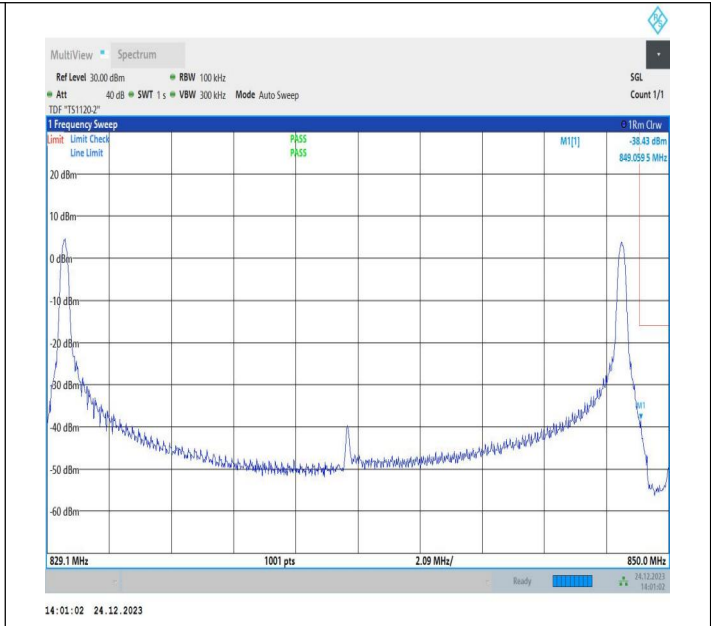 MultiView Spectrum
Ref Level 30.00 dBm RBW 100 kHz SGL
Att 40 dB SWT 1 s VBW 300 kHz Mode Auto Sweep Count 1/1
TDF "TS1120-2"
1 Frequency Sweep 1Rm Clrw
Limit Limit Check PASS M1[1] -38.43 dBm
Line Limit PASS 849.059 5 MHz
20 dBm
10 dBm
0 dBm
-10 dBm
-20 dBm
-30 dBm
M1
-40 dBm
-50 dBm
-60 dBm
829.1 MHz 1001 pts 2.09 MHz/ 850.0 MHz
Ready 24.12.2023
18:01:02
14:01:02 24.12.2023